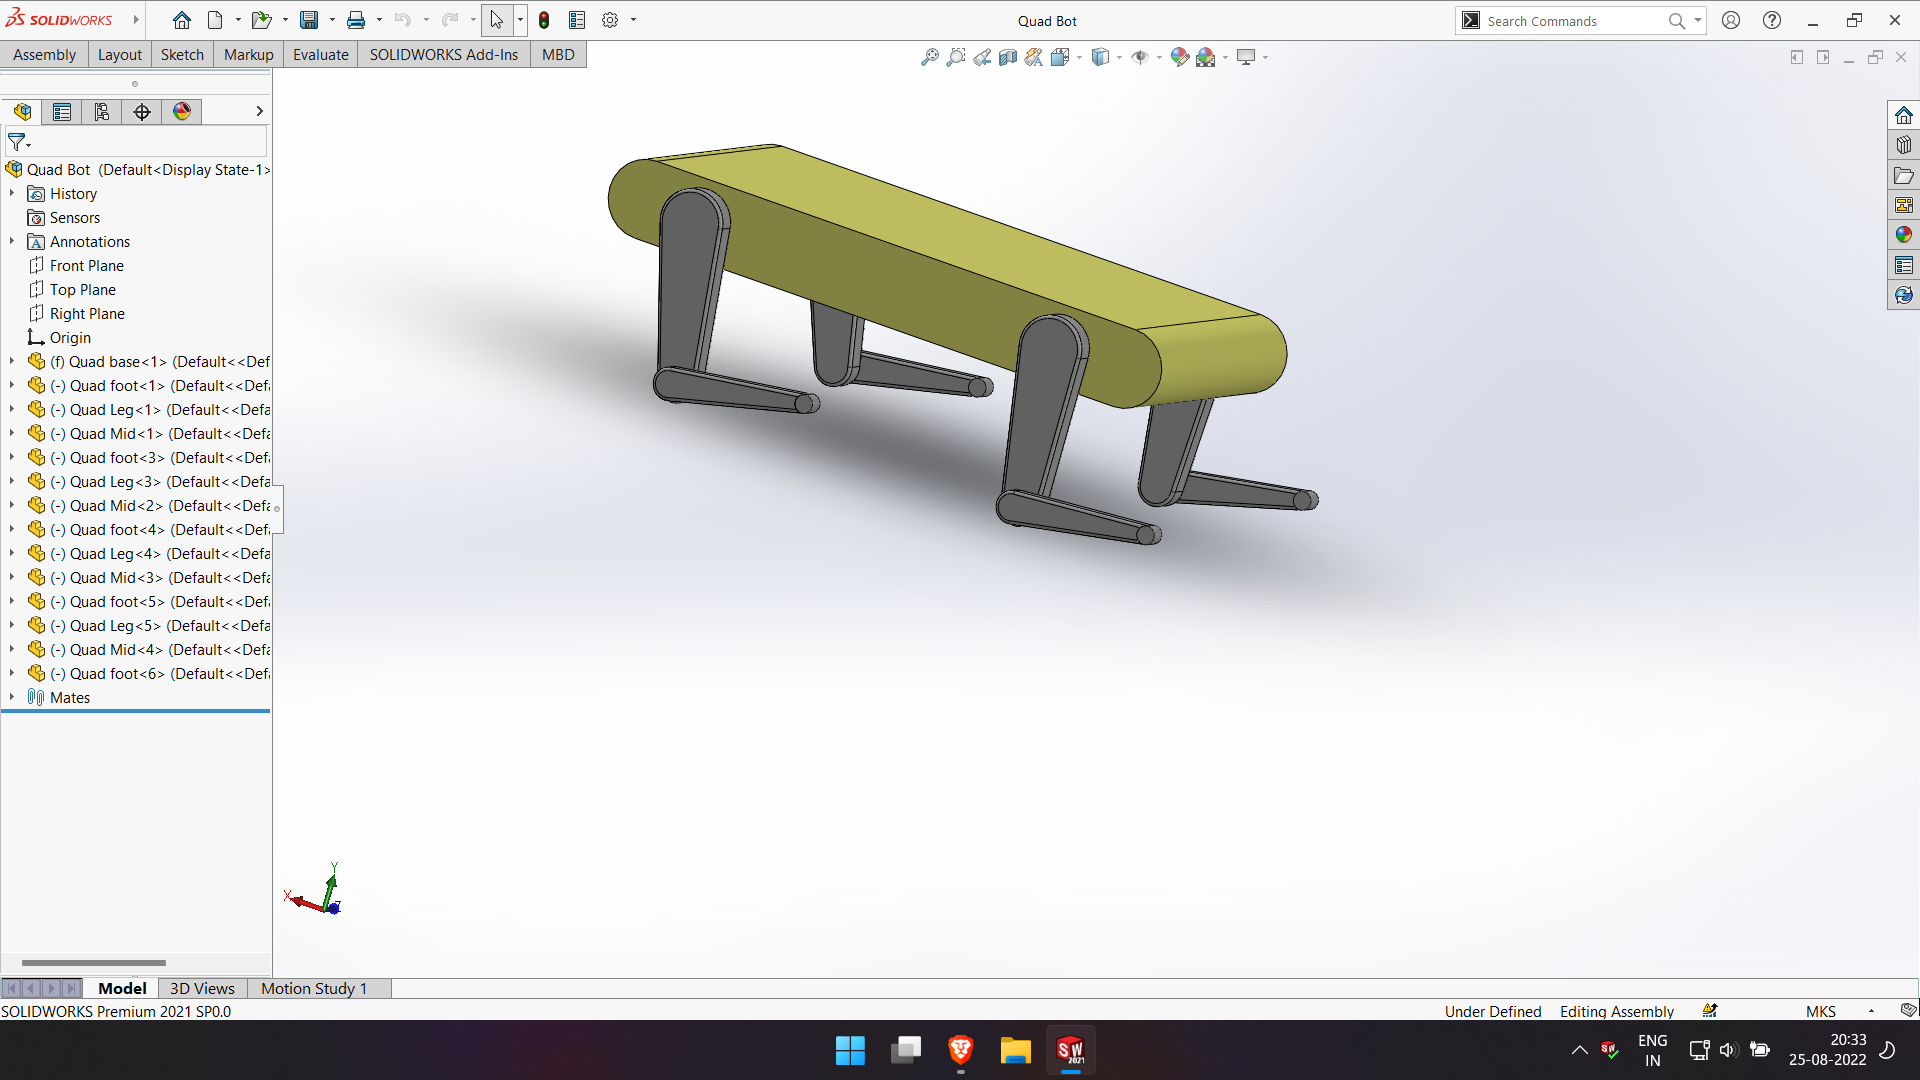 SOLIDWORKS
Quad Bot
Search Commands
Assembly
Layout
Sketch
Markup
Evaluate
SOLIDWORKS Add-Ins
MBD
Quad Bot (Default<Display State-1>
History
Sensors
Annotations
Front Plane
Top Plane
Right Plane
Origin
(f) Quad base<1> (Default<<Def
(-) Quad foot<1> (Default<<Def
(-) Quad Leg<1> (Default<<Defa
(-) Quad Mid<1> (Default<<Defa
(-) Quad foot<3> (Default<<Def
(-) Quad Leg<3> (Default<<Defa
(-) Quad Mid<2> (Default<<Defa
(-) Quad foot<4> (Default<<Def
(-) Quad Leg<4> (Default<<Defa
(-) Quad Mid<3> (Default<<Defa
(-) Quad foot<5> (Default<<Def
(-) Quad Leg<5> (Default<<Defa
(-) Quad Mid<4> (Default<<Defa
(-) Quad foot<6> (Default<<Def
Mates
Y
X
Z
Model
3D Views
Motion Study 1
SOLIDWORKS Premium 2021 SP0.0
Under Defined
Editing Assembly
MKS
SW
2021
ENG
IN
20:33
25-08-2022